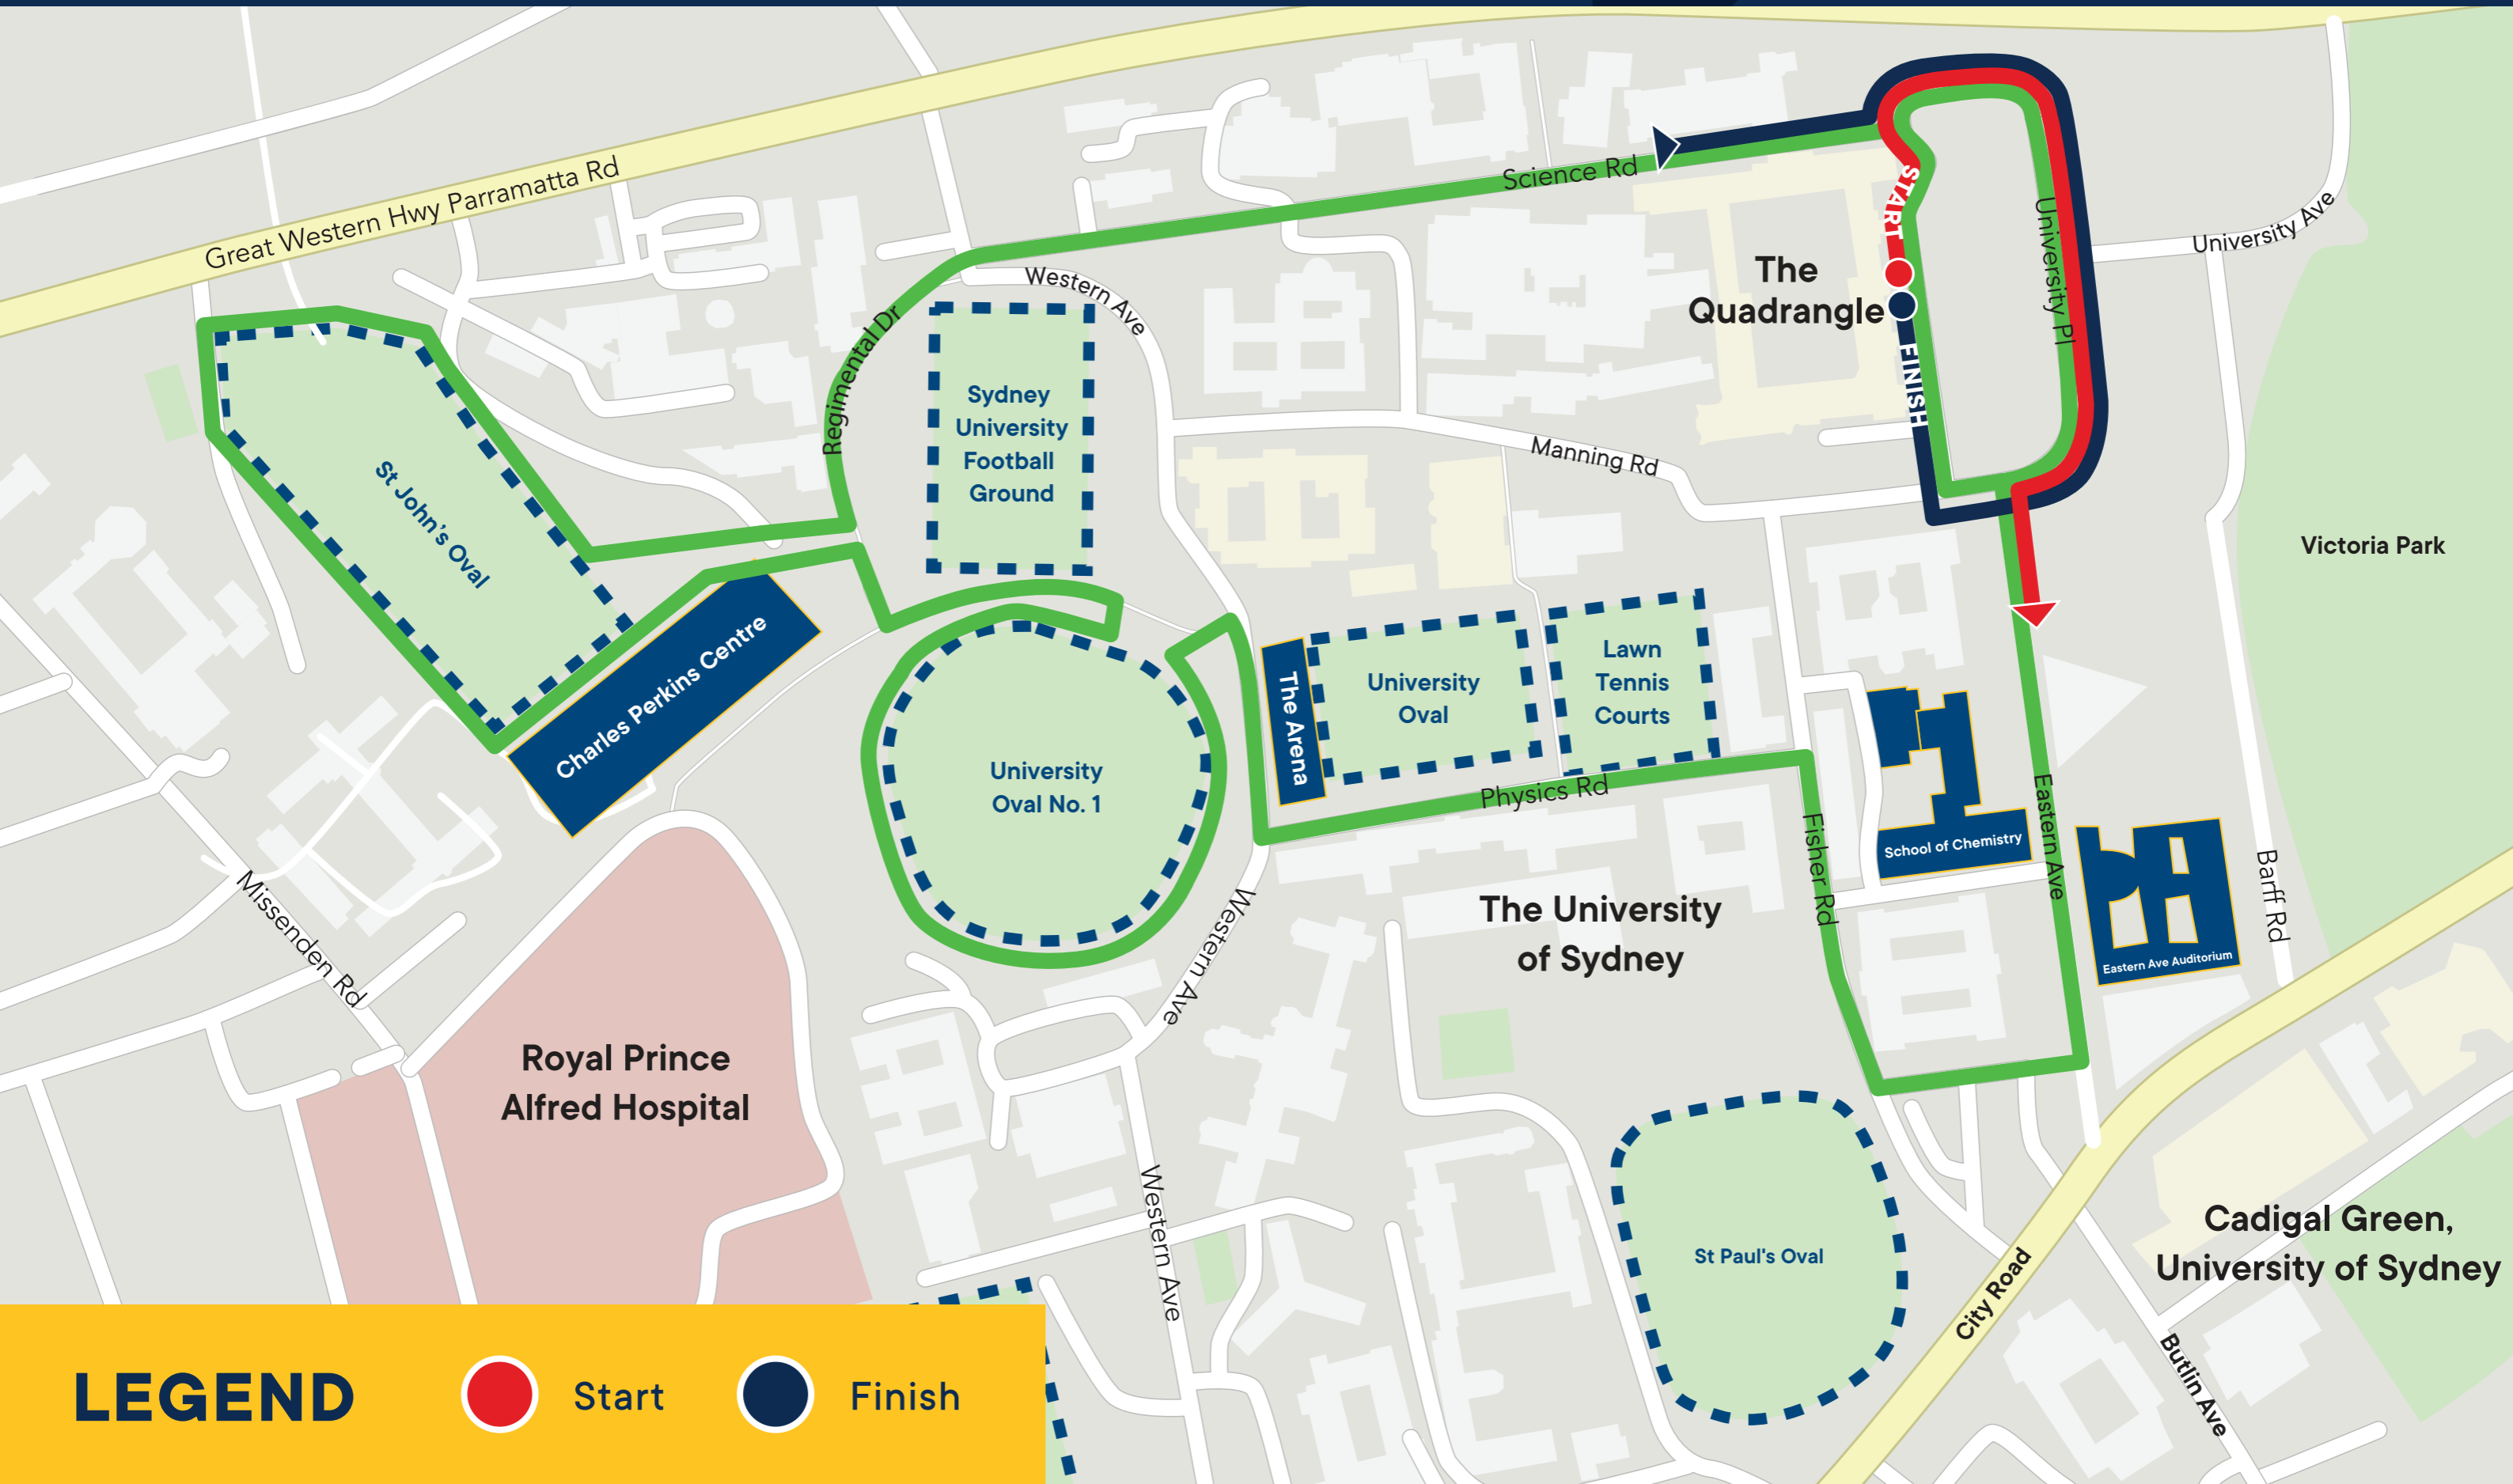 Great Western Hwy Parramatta Rd
Science Rd
START
University Pl
University Ave
The
Quadrangle
FINISH
Western Ave
Regimental Dr
Sydney
University
Football
Ground
St John's Oval
Manning Rd
Victoria Park
Charles Perkins Centre
The Arena
University
Oval
Lawn
Tennis
Courts
University
Oval No. 1
Physics Rd
Fisher Rd
School of Chemistry
Eastern Ave
Eastern Ave Auditorium
Barff Rd
Missenden Rd
Western Ave
The University
of Sydney
Royal Prince
Alfred Hospital
Western Ave
St Paul's Oval
City Road
Cadigal Green,
University of Sydney
Butlin Ave
LEGEND
Start
Finish